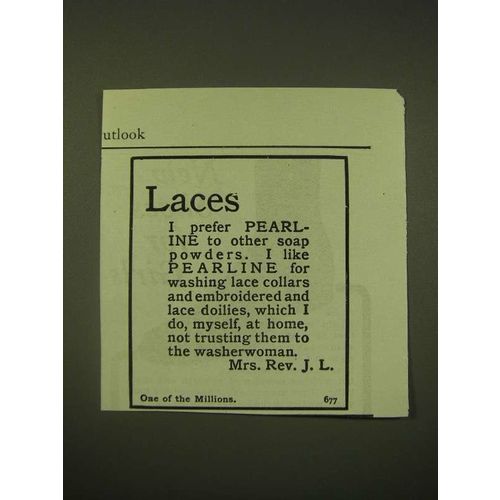 utlook
Laces
I prefer PEARL-
INE to other soap
powders. I like
PEARLINE for
washing lace collars
and embroidered and
lace doilies, which I
do, myself, at home,
not trusting them to
the washerwoman.
Mrs. Rev. J. L.
One of the Millions. 677